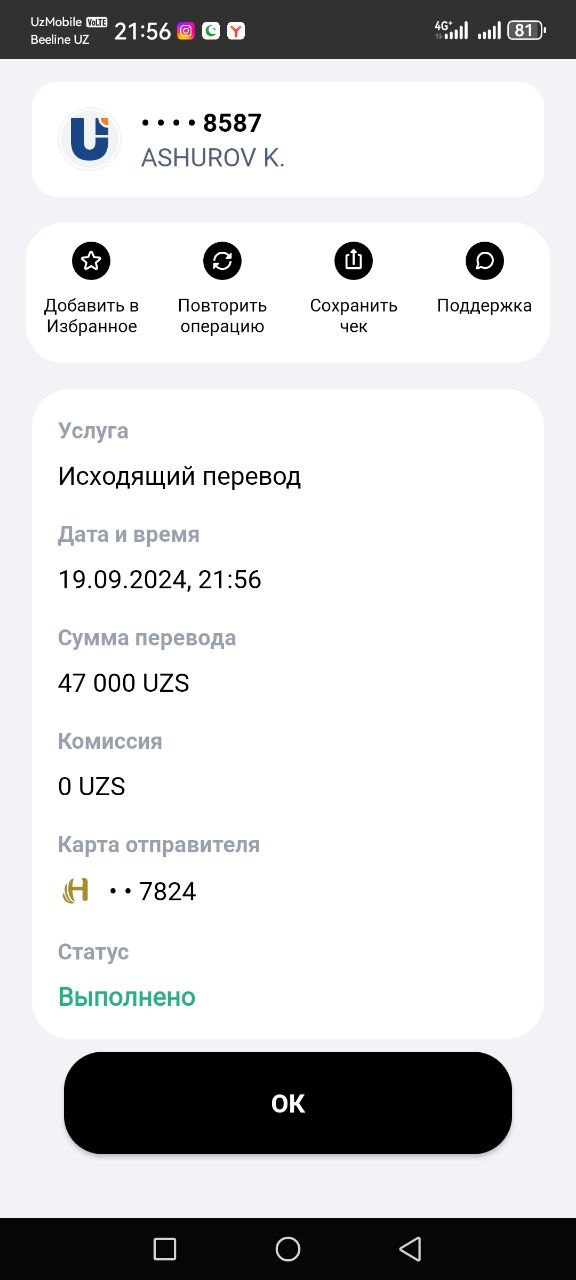 UzMobile VoLTE
Beeline UZ
21:56
4G+
81
• • • • 8587
ASHUROV K.
Добавить в
Избранное
Повторить
операцию
Сохранить
чек
Поддержка
Услуга
Исходящий перевод
Дата и время
19.09.2024, 21:56
Сумма перевода
47 000 UZS
Комиссия
0 UZS
Карта отправителя
• • 7824
Статус
Выполнено
ОК